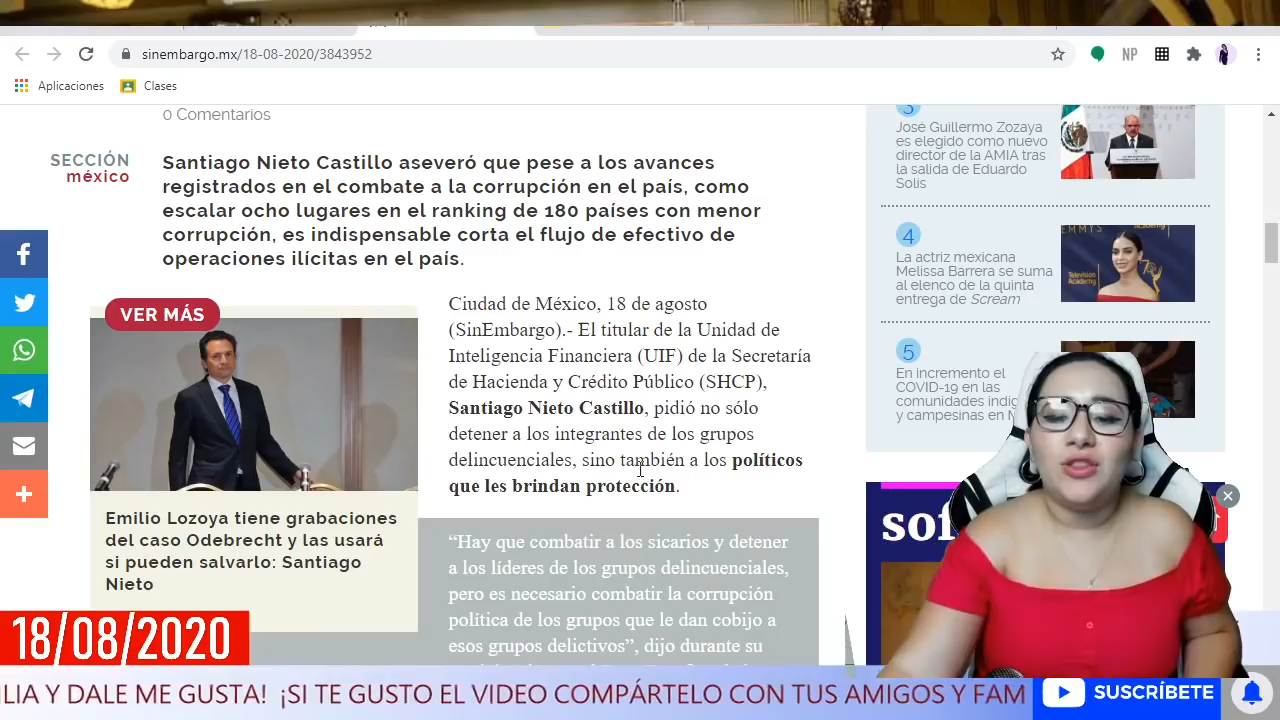 sinembargo.mx/18-08-2020/3843952
NP
Aplicaciones
Clases
0 Comentarios
SECCIÓN
méxico
Santiago Nieto Castillo aseveró que pese a los avances
registrados en el combate a la corrupción en el país, como
escalar ocho lugares en el ranking de 180 países con menor
corrupción, es indispensable corta el flujo de efectivo de
operaciones ilícitas en el país.
VER MÁS
Emilio Lozoya tiene grabaciones
del caso Odebrecht y las usará
si pueden salvarlo: Santiago
Nieto
Ciudad de México, 18 de agosto
(SinEmbargo).- El titular de la Unidad de
Inteligencia Financiera (UIF) de la Secretaría
de Hacienda y Crédito Público (SHCP),
Santiago Nieto Castillo, pidió no sólo
detener a los integrantes de los grupos
delincuenciales, sino también a los políticos
que les brindan protección.
“Hay que combatir a los sicarios y detener
a los líderes de los grupos delincuenciales,
pero es necesario combatir la corrupción
política de los grupos que le dan cobijo a
esos grupos delictivos”, dijo durante su
3
José Guillermo Zozaya
es elegido como nuevo
director de la AMIA tras
la salida de Eduardo
Solís
4
La actriz mexicana
Melissa Barrera se suma
al elenco de la quinta
entrega de Scream
EMMYS
Television
Academy
5
En incremento el
COVID-19 en las
comunidades indíg
y campesinas en
sof
18/08/2020
ILIA Y DALE ME GUSTA! ¡SI TE GUSTO EL VIDEO COMPÁRTELO CON TUS AMIGOS Y FAM
SUSCRÍBETE